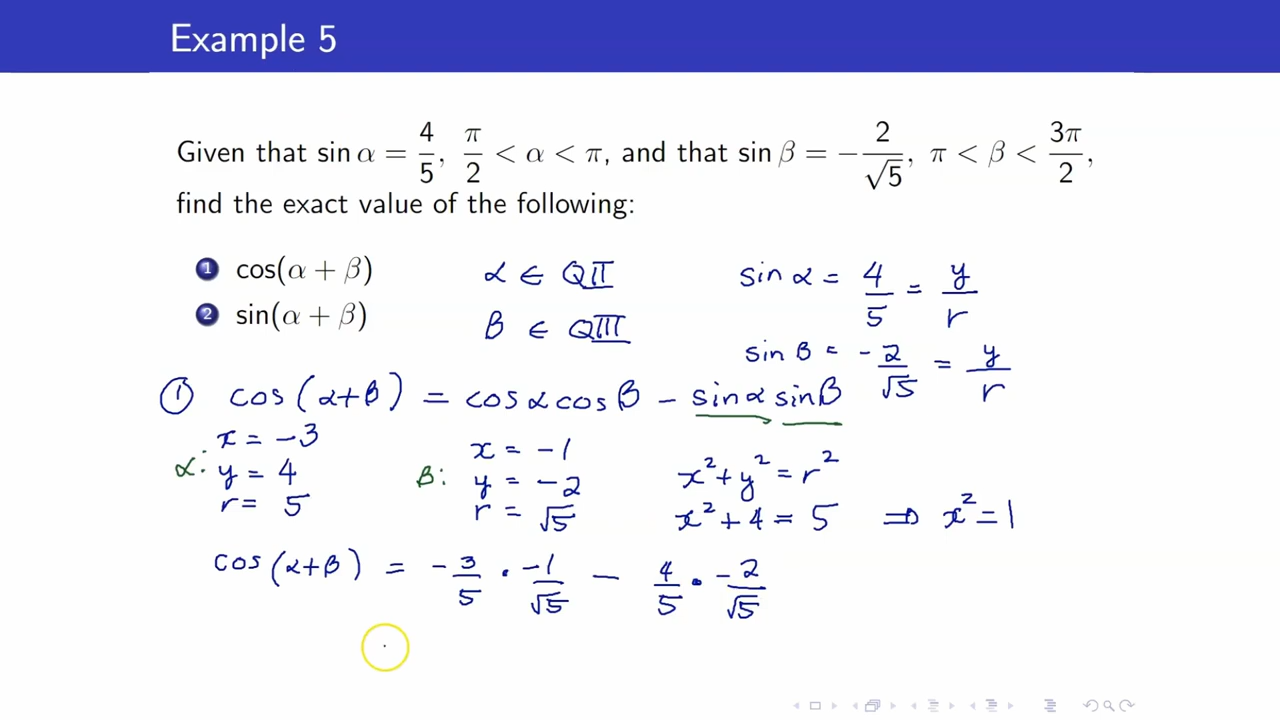 Example 5
Given that sin α = 4/5, π/2 < α < π, and that sin β = −2/√5, π < β < 3π/2,
find the exact value of the following:
1 cos(α + β)
2 sin(α + β)
α ∈ QII
β ∈ QIII
sin α = 4/5 = y/r
sin β = −2/√5 = y/r
① cos(α+β) = cos α cos β − sin α sin β
α: x = −3
y = 4
r = 5
β: x = −1
y = −2
r = √5
x² + y² = r²
x² + 4 = 5 ⇒ x² = 1
cos(α+β) = −3/5 · −1/√5 − 4/5 · −2/√5